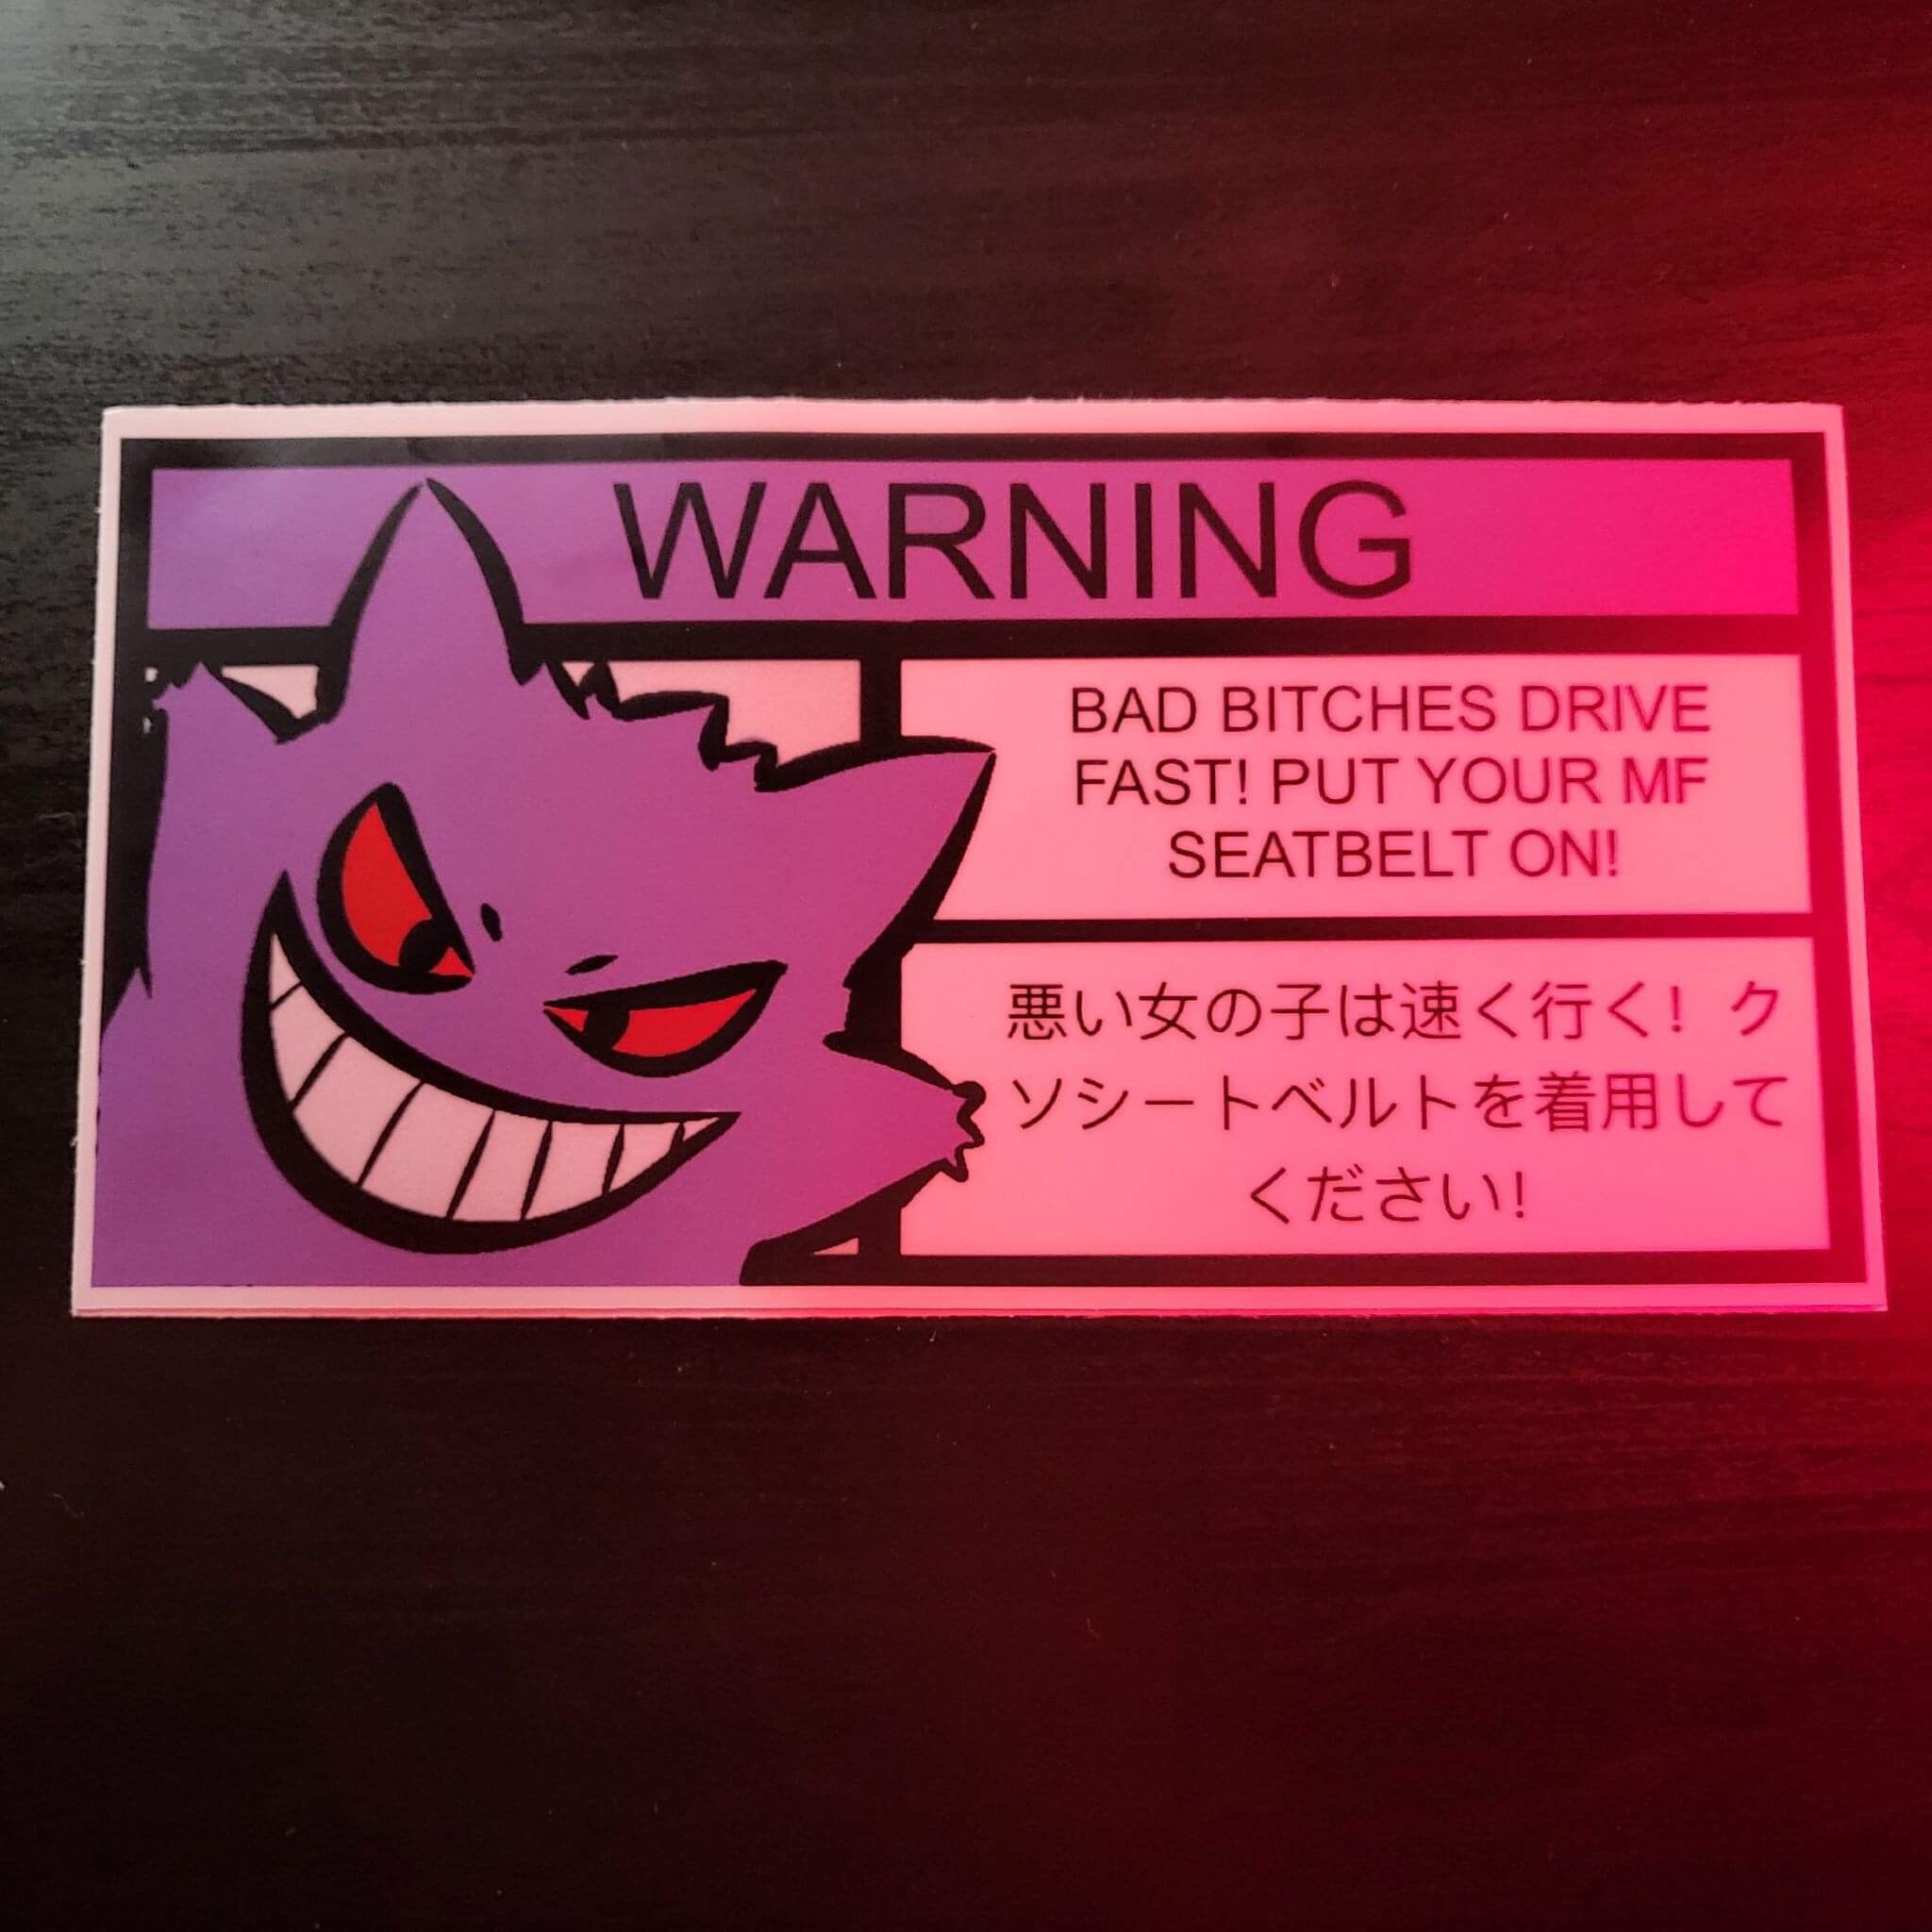 WARNING
BAD BITCHES DRIVE
FAST! PUT YOUR MF
SEATBELT ON!
悪い女の子は速く行く！ク
ソシートベルトを着用して
ください！